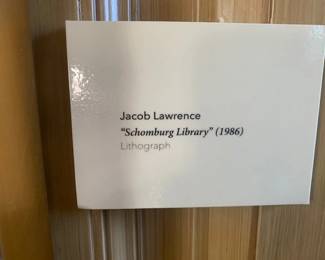 Jacob Lawrence
“Schomburg Library” (1986)
Lithograph